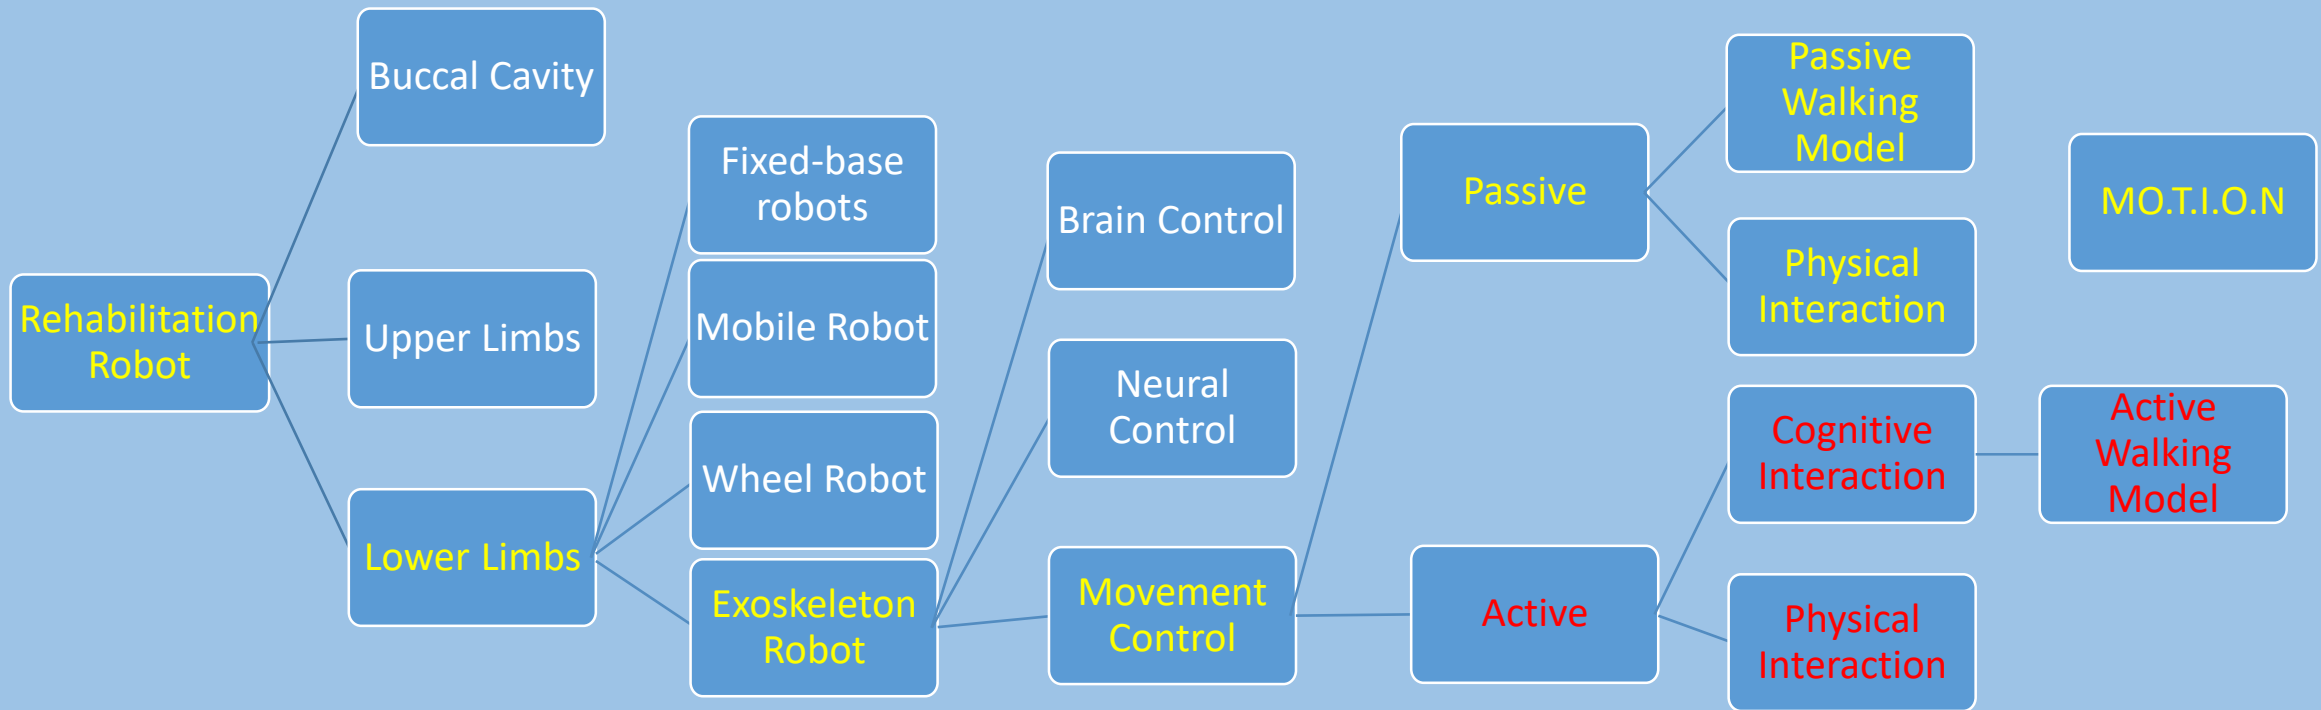 Buccal Cavity
Rehabilitation
Robot
Upper Limbs
Lower Limbs
Fixed-base
robots
Mobile Robot
Wheel Robot
Exoskeleton
Robot
Brain Control
Neural
Control
Movement
Control
Passive
Active
Passive
Walking
Model
Physical
Interaction
Cognitive
Interaction
Physical
Interaction
MO.T.I.O.N
Active
Walking
Model